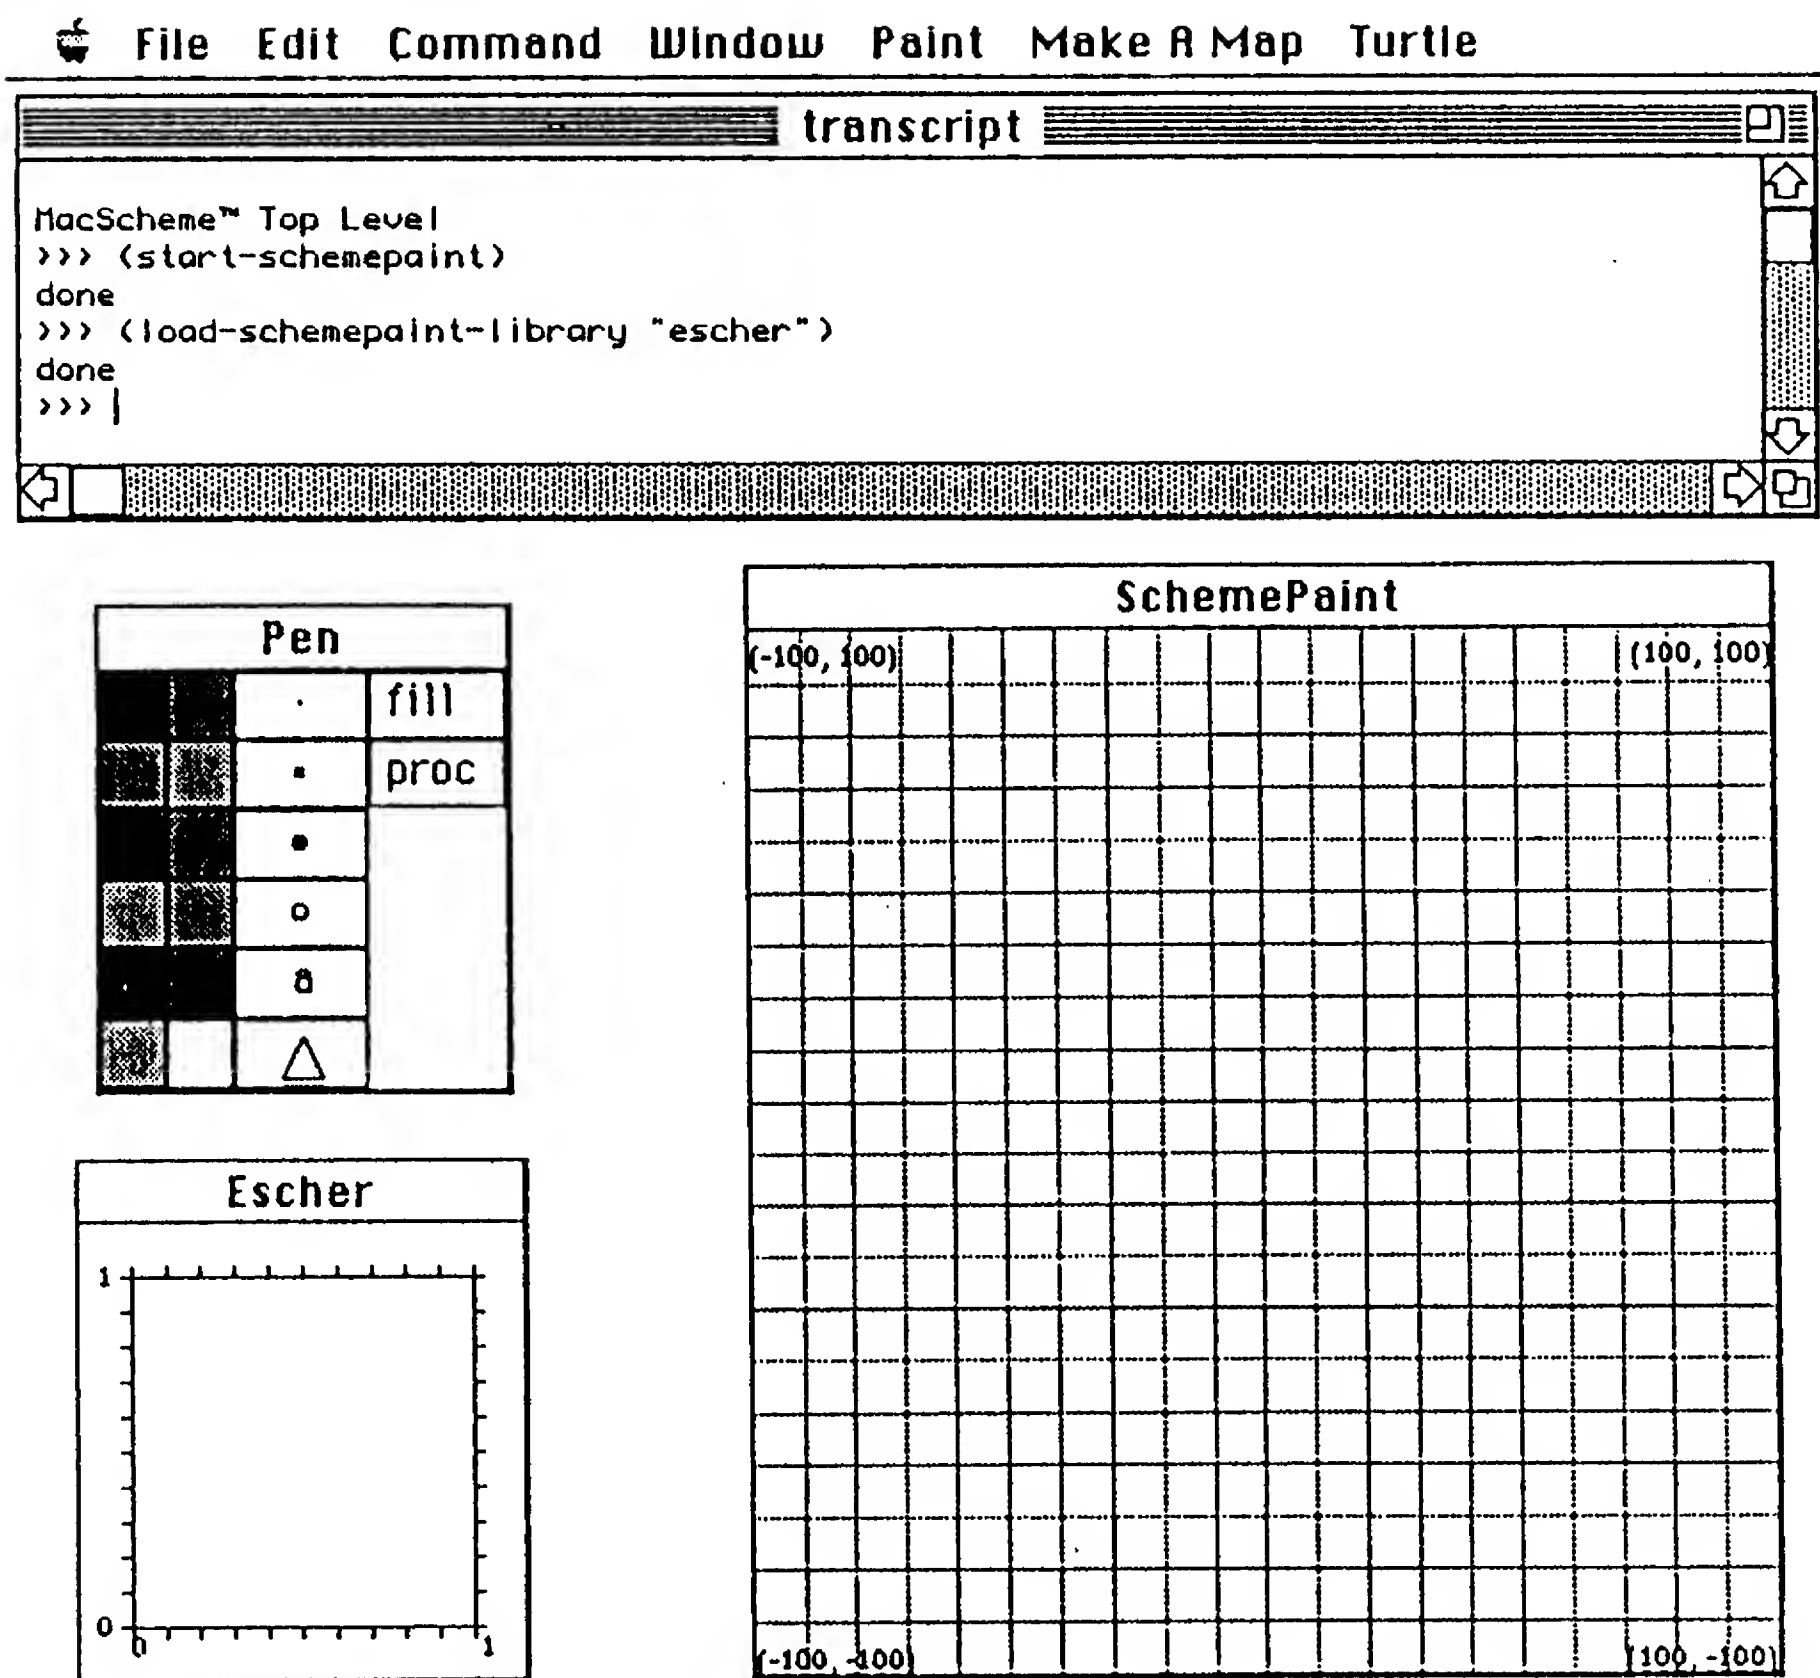 File Edit Command Window Paint Make A Map Turtle
transcript
MacScheme™ Top Level
>>> (start-schemepaint)
done
>>> (load-schemepaint-library "escher")
done
>>>
SchemePaint
(-100, 100) (100, 100)
Pen
fill
proc
Escher
1
0
0 1
(-100, -100) (100, -100)